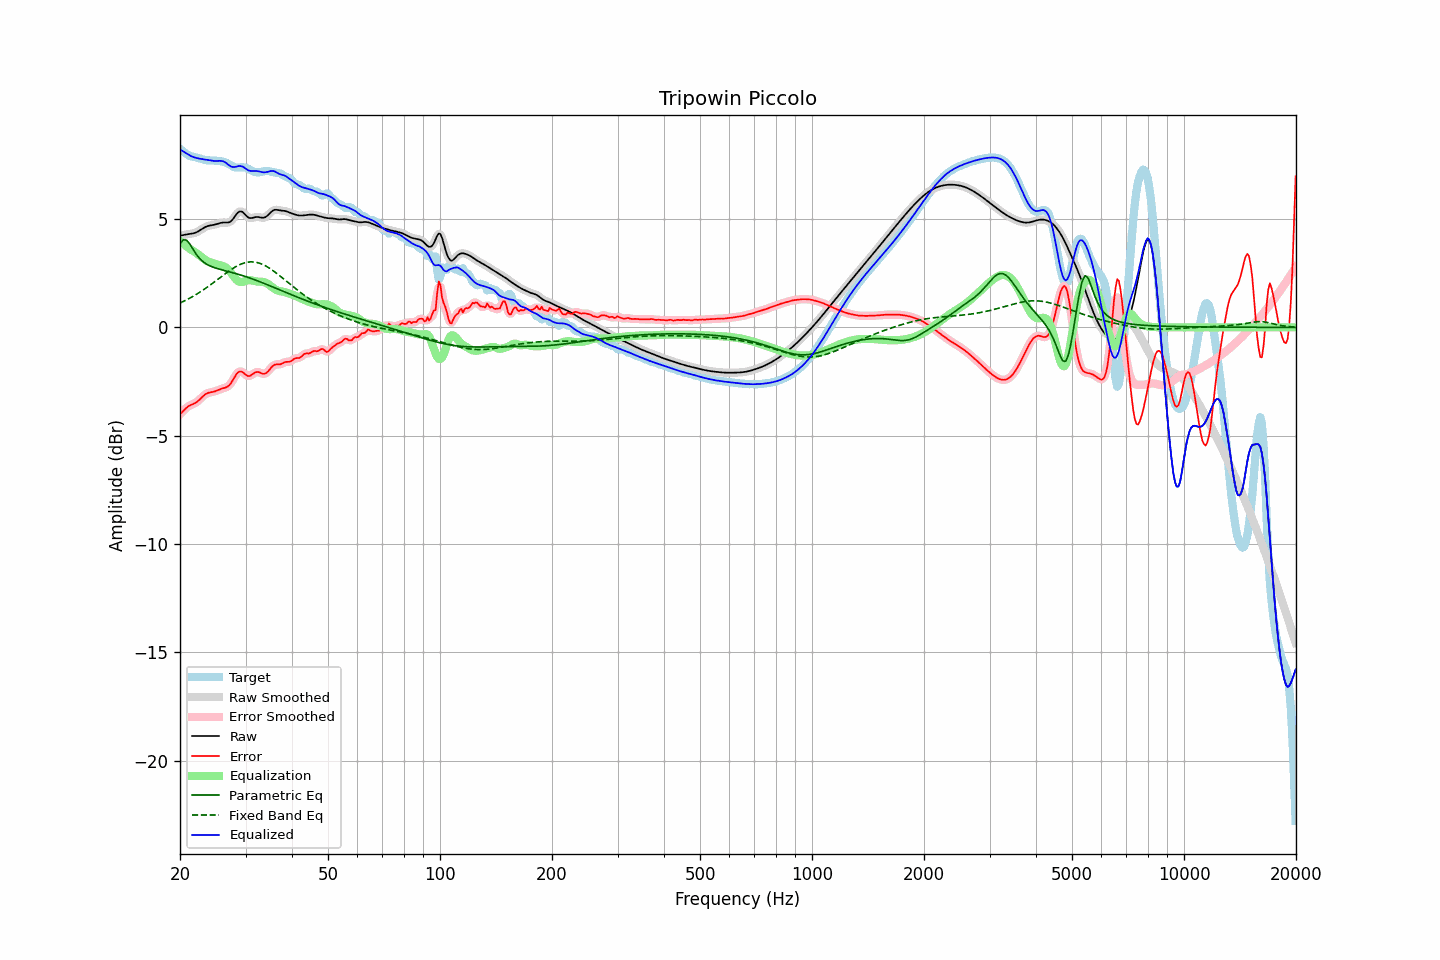 Tripowin Piccolo
Amplitude (dBr)
5
0
−5
−10
−15
−20
Target
Raw Smoothed
Error Smoothed
Raw
Error
Equalization
Parametric Eq
Fixed Band Eq
Equalized
20 50 100 200 500 1000 2000 5000 10000 20000
Frequency (Hz)